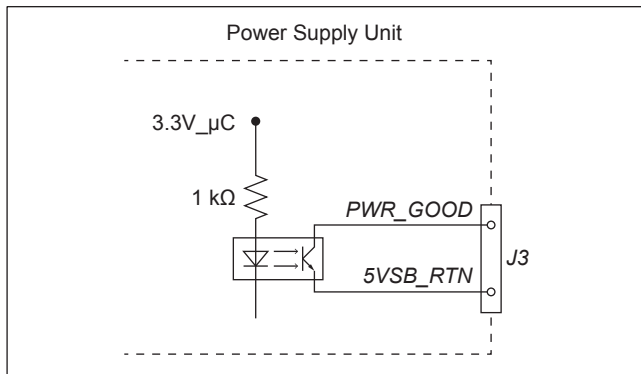 Power Supply Unit
3.3V_µC
1 kΩ
PWR_GOOD
5VSB_RTN
J3